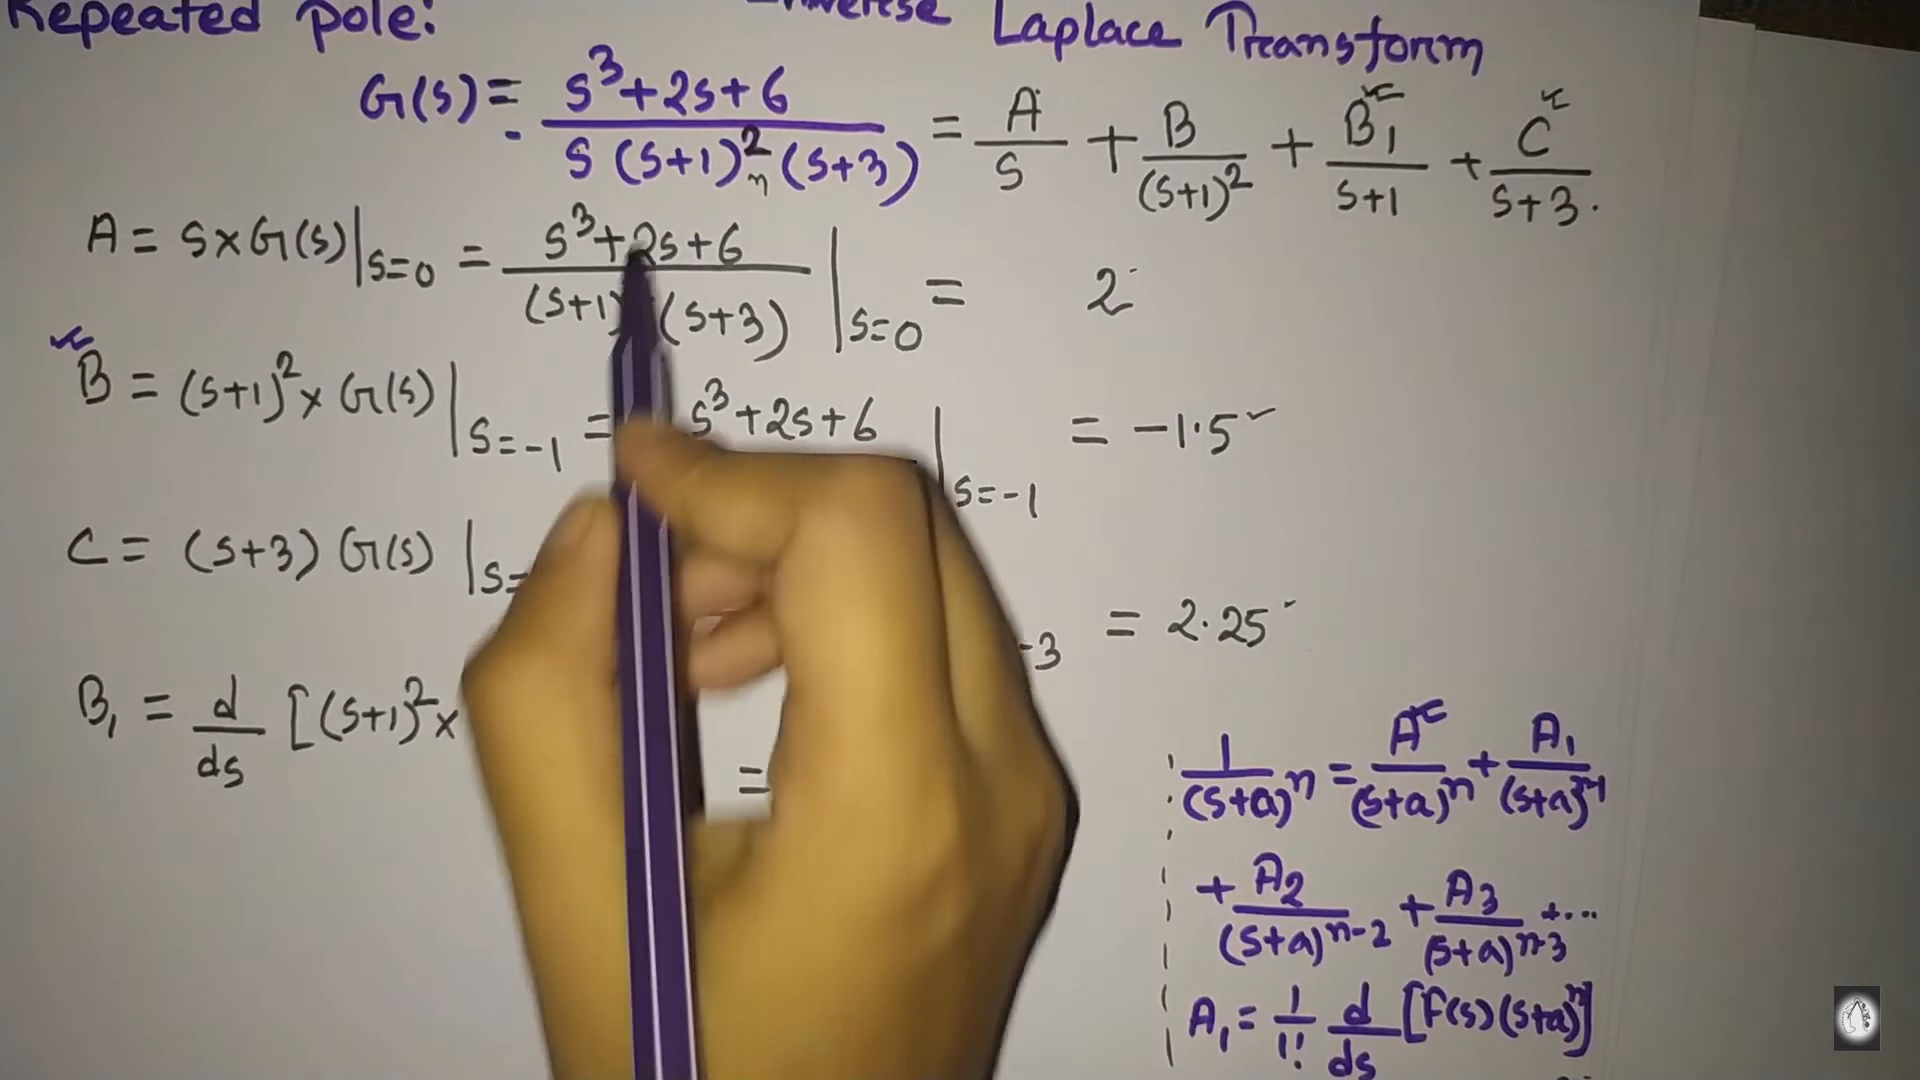 Repeated pole: Inverse Laplace Transform
G(s) = s³+2s+6 / s (s+1)² (s+3) = A/s + B/(s+1)² + B₁/s+1 + C/s+3.
n
A = s×G(s)|s=0 = s³+2s+6 / (s+1) (s+3) |s=0 = 2
B = (s+1)² × G(s)|s=-1 = s³+2s+6 |s=-1 = -1.5
C = (s+3) G(s) |s= -3 = 2.25
B₁ = d/ds [(s+1)² × =
1/(s+a)ⁿ = A/(s+a)ⁿ + A₁/(s+a)ⁿ⁻¹
+ A₂/(s+a)ⁿ⁻² + A₃/(s+a)ⁿ⁻³ +...
A₁ = 1/1! d/ds [F(s)(s+a)ⁿ]